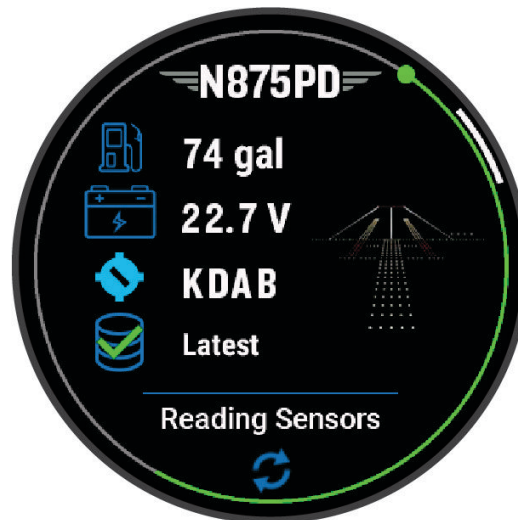 N875PD
74 gal
22.7 V
KDAB
Latest
Reading Sensors